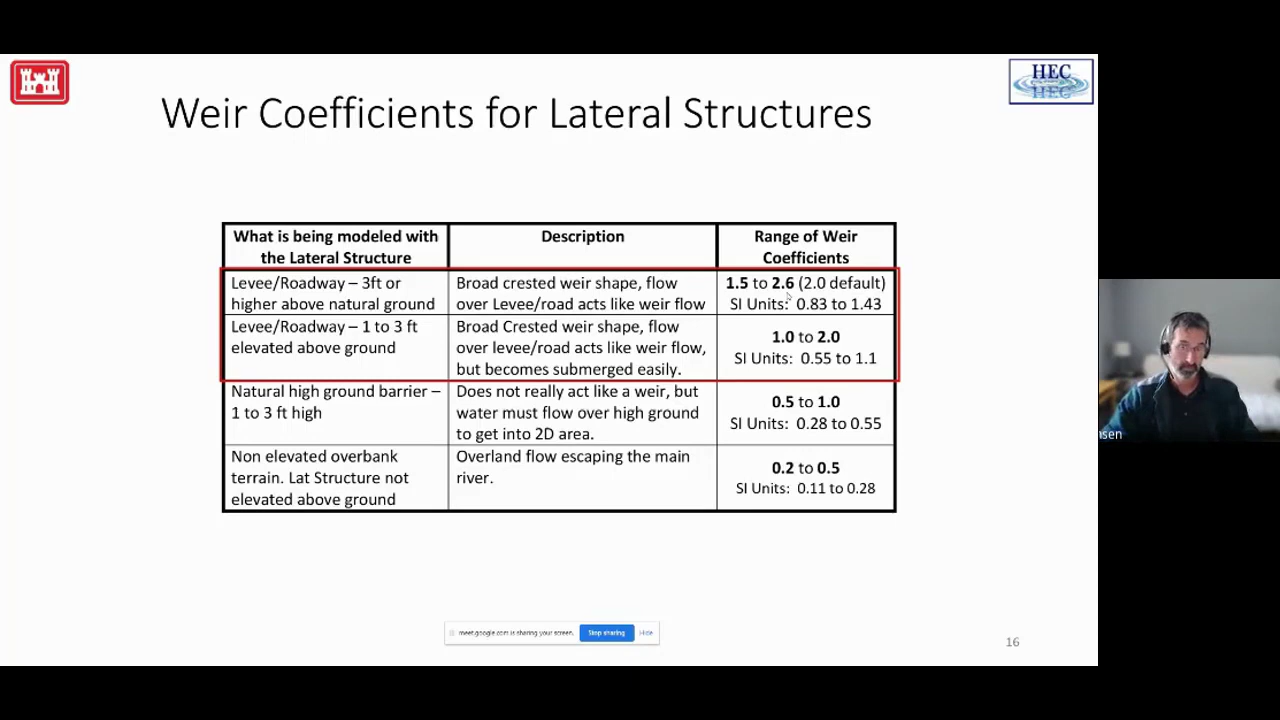 HEC
HEC
Weir Coefficients for Lateral Structures
What is being modeled with
the Lateral Structure
Description
Range of Weir
Coefficients
Levee/Roadway – 3ft or
higher above natural ground
Broad crested weir shape, flow
over Levee/road acts like weir flow
1.5 to 2.6 (2.0 default)
SI Units: 0.83 to 1.43
Levee/Roadway – 1 to 3 ft
elevated above ground
Broad Crested weir shape, flow
over levee/road acts like weir flow,
but becomes submerged easily.
1.0 to 2.0
SI Units: 0.55 to 1.1
Natural high ground barrier –
1 to 3 ft high
Does not really act like a weir, but
water must flow over high ground
to get into 2D area.
0.5 to 1.0
SI Units: 0.28 to 0.55
Non elevated overbank
terrain. Lat Structure not
elevated above ground
Overland flow escaping the main
river.
0.2 to 0.5
SI Units: 0.11 to 0.28
nsen
meet.google.com is sharing your screen.
Stop sharing
Hide
16